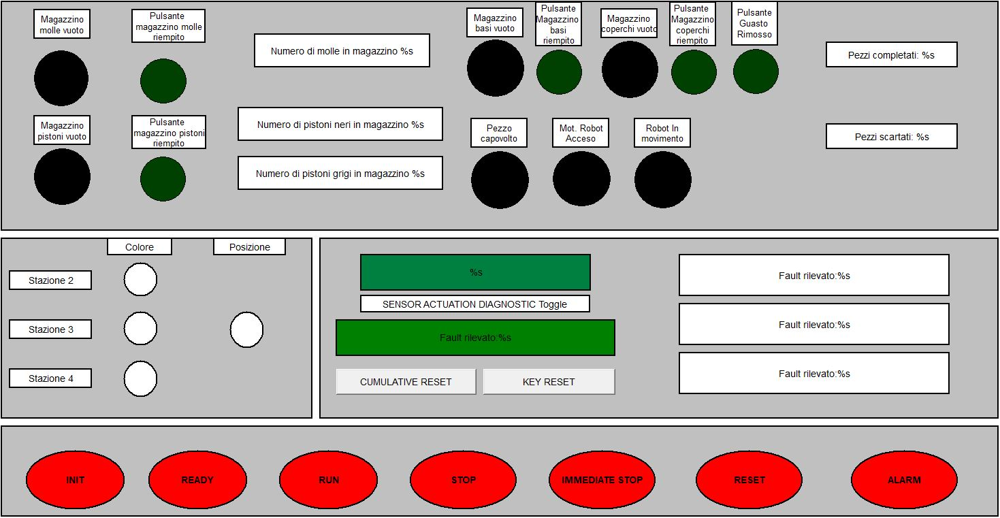 Magazzino
molle vuoto
Pulsante
magazzino molle
riempito
Numero di molle in magazzino %s
Magazzino
basi vuoto
Pulsante
Magazzino
basi
riempito
Magazzino
coperchi vuoto
Pulsante
Magazzino
coperchi
riempito
Pulsante
Guasto
Rimosso
Pezzi completati: %s
Magazzino
pistoni vuoto
Pulsante
magazzino pistoni
riempito
Numero di pistoni neri in magazzino %s
Numero di pistoni grigi in magazzino %s
Pezzo
capovolto
Mot. Robot
Acceso
Robot In
movimento
Pezzi scartati: %s
Colore
Posizione
Stazione 2
Stazione 3
Stazione 4
%s
SENSOR ACTUATION DIAGNOSTIC Toggle
Fault rilevato:%s
CUMULATIVE RESET
KEY RESET
Fault rilevato:%s
Fault rilevato:%s
Fault rilevato:%s
INIT
READY
RUN
STOP
IMMEDIATE STOP
RESET
ALARM